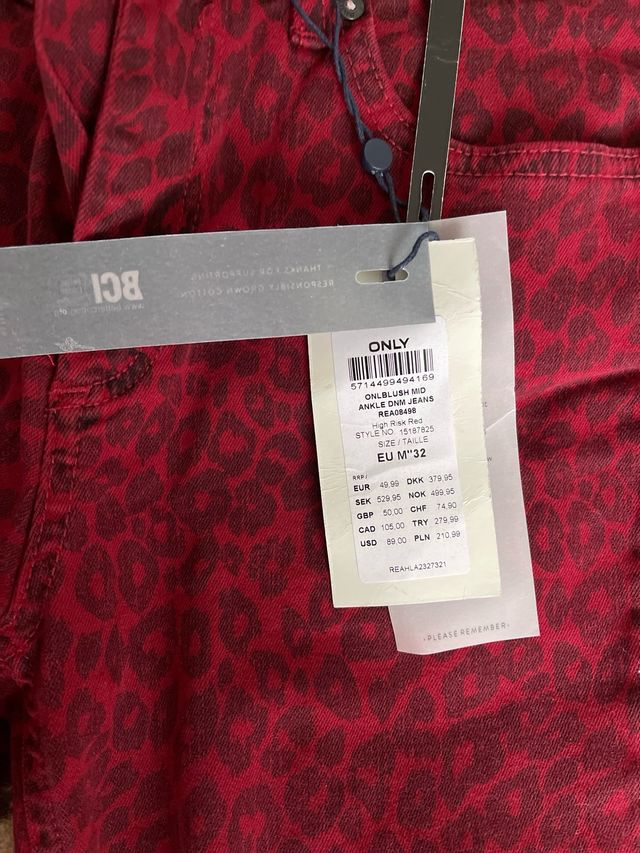 THANKS FOR SUPPORTING
RESPONSIBLY GROWN COTTON
BCI
ONLY
5714499494169
ONLBLUSH MID
ANKLE DNM JEANS
REA08498
High Risk Red
STYLE NO. 15187825
SIZE / TAILLE
EU M"32
RRP /
EUR 49,99 DKK 379,95
SEK 529,95 NOK 499,95
GBP 50,00 CHF 74,90
CAD 105,00 TRY 279,99
USD 89,00 PLN 210,99
REAHLA2327321
·PLEASE REMEMBER·